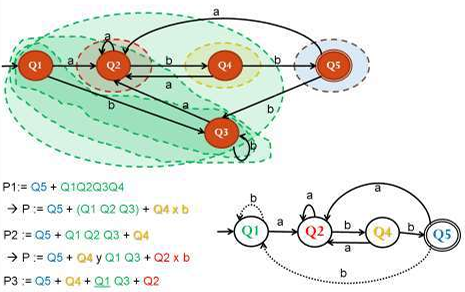 a
Q1 a Q2 a b Q4 b Q5
a
b a b
Q3 b
P1:= Q5 + Q1Q2Q3Q4
→ P := Q5 + (Q1 Q2 Q3) + Q4 x b
P2 := Q5 + Q1 Q2 Q3 + Q4
→ P := Q5 + Q4 y Q1 Q3 + Q2 x b
P3 := Q5 + Q4 + Q1 Q3 + Q2
a
b a
Q1 a Q2 b Q4 b Q5
a
b